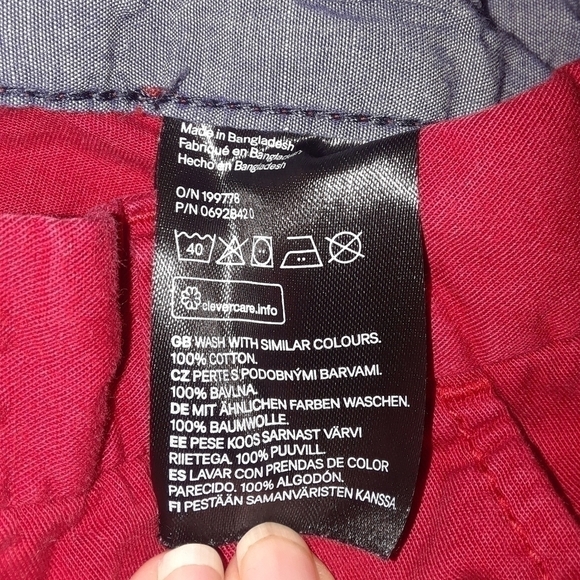 Made in Bangladesh
Fabriqué en Bangladesh
Hecho en Bangladesh
O/N 199778
P/N 06928420
40
clevercare.info
GB WASH WITH SIMILAR COLOURS.
100% COTTON.
CZ PERTE S PODOBNÝMI BARVAMI.
100% BAVLNA.
DE MIT ÄHNLICHEN FARBEN WASCHEN.
100% BAUMWOLLE.
EE PESE KOOS SARNAST VÄRVI
RIIETEGA. 100% PUUVILL.
ES LAVAR CON PRENDAS DE COLOR
PARECIDO. 100% ALGODÓN.
FI PESTÄÄN SAMANVÄRISTEN KANSSA.